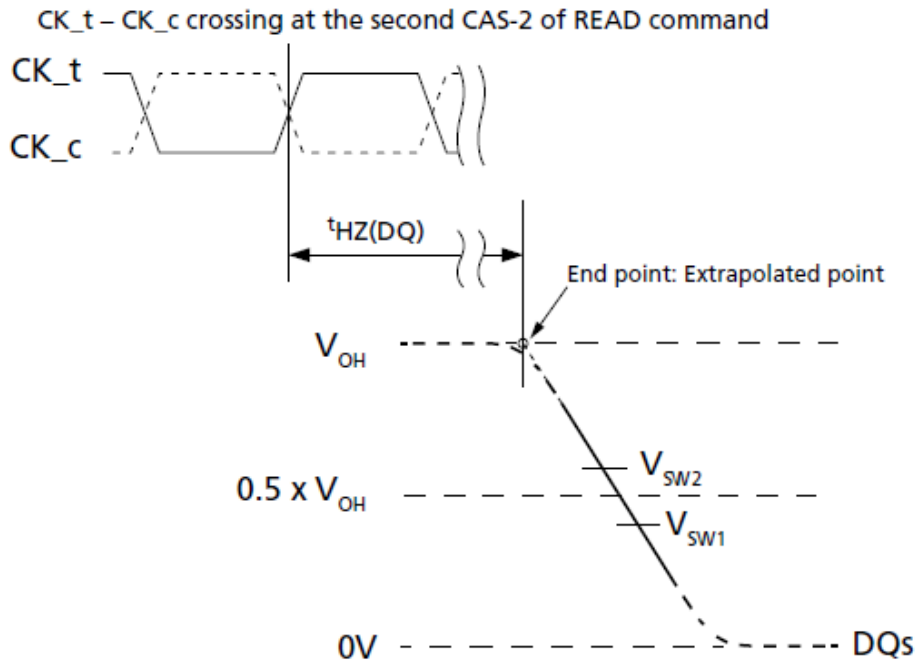 CK_t – CK_c crossing at the second CAS-2 of READ command
CK_t
CK_c
tHZ(DQ)
End point: Extrapolated point
VOH
VSW2
0.5 x VOH
VSW1
0V
DQs